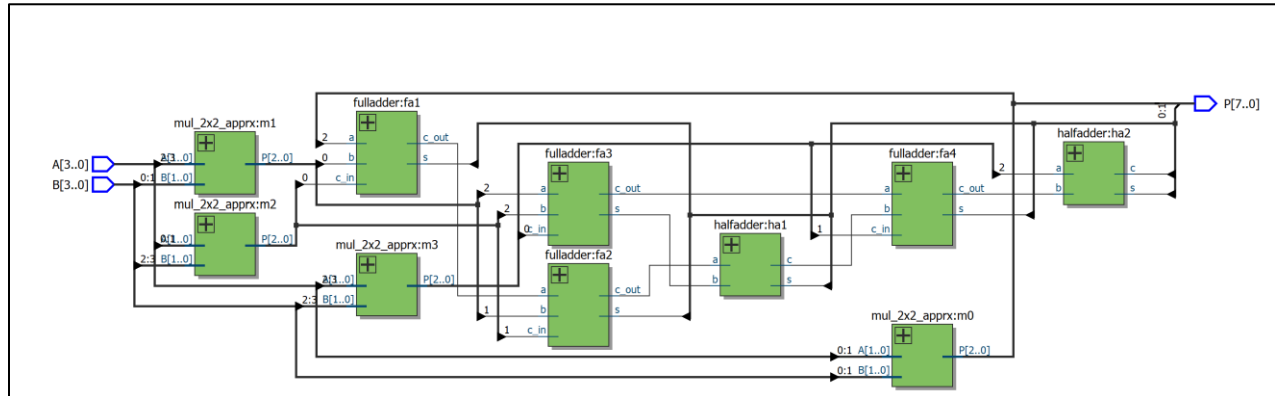 A[3..0]
B[3..0]
mul_2x2_apprx:m1
A[1..0]
0:1
B[1..0]
P[2..0]
mul_2x2_apprx:m2
A[1..0]
2:3
B[1..0]
P[2..0]
mul_2x2_apprx:m3
A[1..0]
2:3
B[1..0]
P[2..0]
fulladder:fa1
2
a
0
b
0
c_in
c_out
s
fulladder:fa3
2
a
2
b
0
c_in
c_out
s
fulladder:fa2
a
1
b
1
c_in
c_out
s
halfadder:ha1
a
b
c
s
fulladder:fa4
a
b
1
c_in
c_out
s
halfadder:ha2
2
a
b
c
s
mul_2x2_apprx:m0
0:1
A[1..0]
0:1
B[1..0]
P[2..0]
0:1
P[7..0]